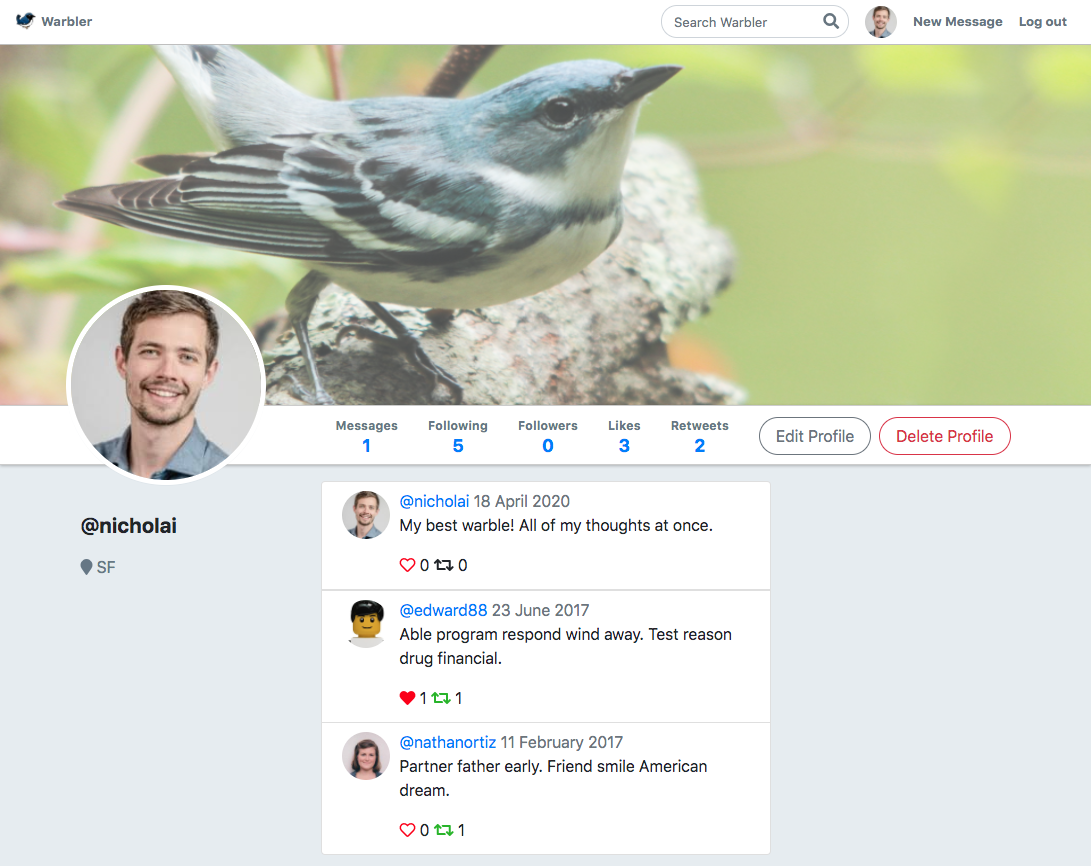 Warbler
Search Warbler
New Message
Log out
Messages
1
Following
5
Followers
0
Likes
3
Retweets
2
Edit Profile
Delete Profile
@nicholai
SF
@nicholai 18 April 2020
My best warble! All of my thoughts at once.
0 0
@edward88 23 June 2017
Able program respond wind away. Test reason
drug financial.
1 1
@nathanortiz 11 February 2017
Partner father early. Friend smile American
dream.
0 1